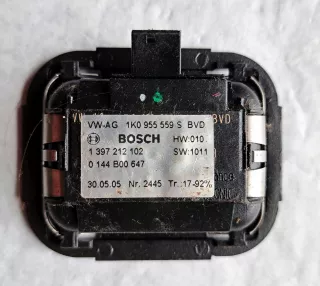 VW-AG 1K0 955 559 S BVD
BOSCH HW:010
1 397 212 102 SW:1011
0 144 B00 647
30.05.05 Nr. 2445 Tr.:17-92%